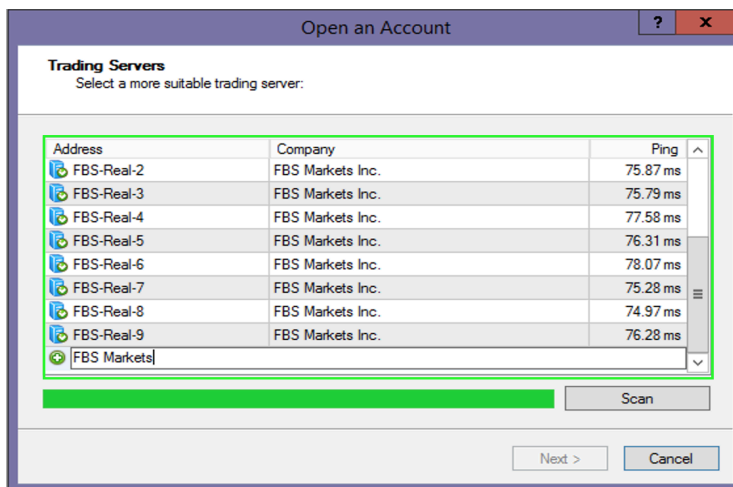 Open an Account
? x
Trading Servers
Select a more suitable trading server:
Address Company Ping
FBS-Real-2 FBS Markets Inc. 75.87 ms
FBS-Real-3 FBS Markets Inc. 75.79 ms
FBS-Real-4 FBS Markets Inc. 77.58 ms
FBS-Real-5 FBS Markets Inc. 76.31 ms
FBS-Real-6 FBS Markets Inc. 78.07 ms
FBS-Real-7 FBS Markets Inc. 75.28 ms
FBS-Real-8 FBS Markets Inc. 74.97 ms
FBS-Real-9 FBS Markets Inc. 76.28 ms
FBS Markets
Scan
Next > Cancel